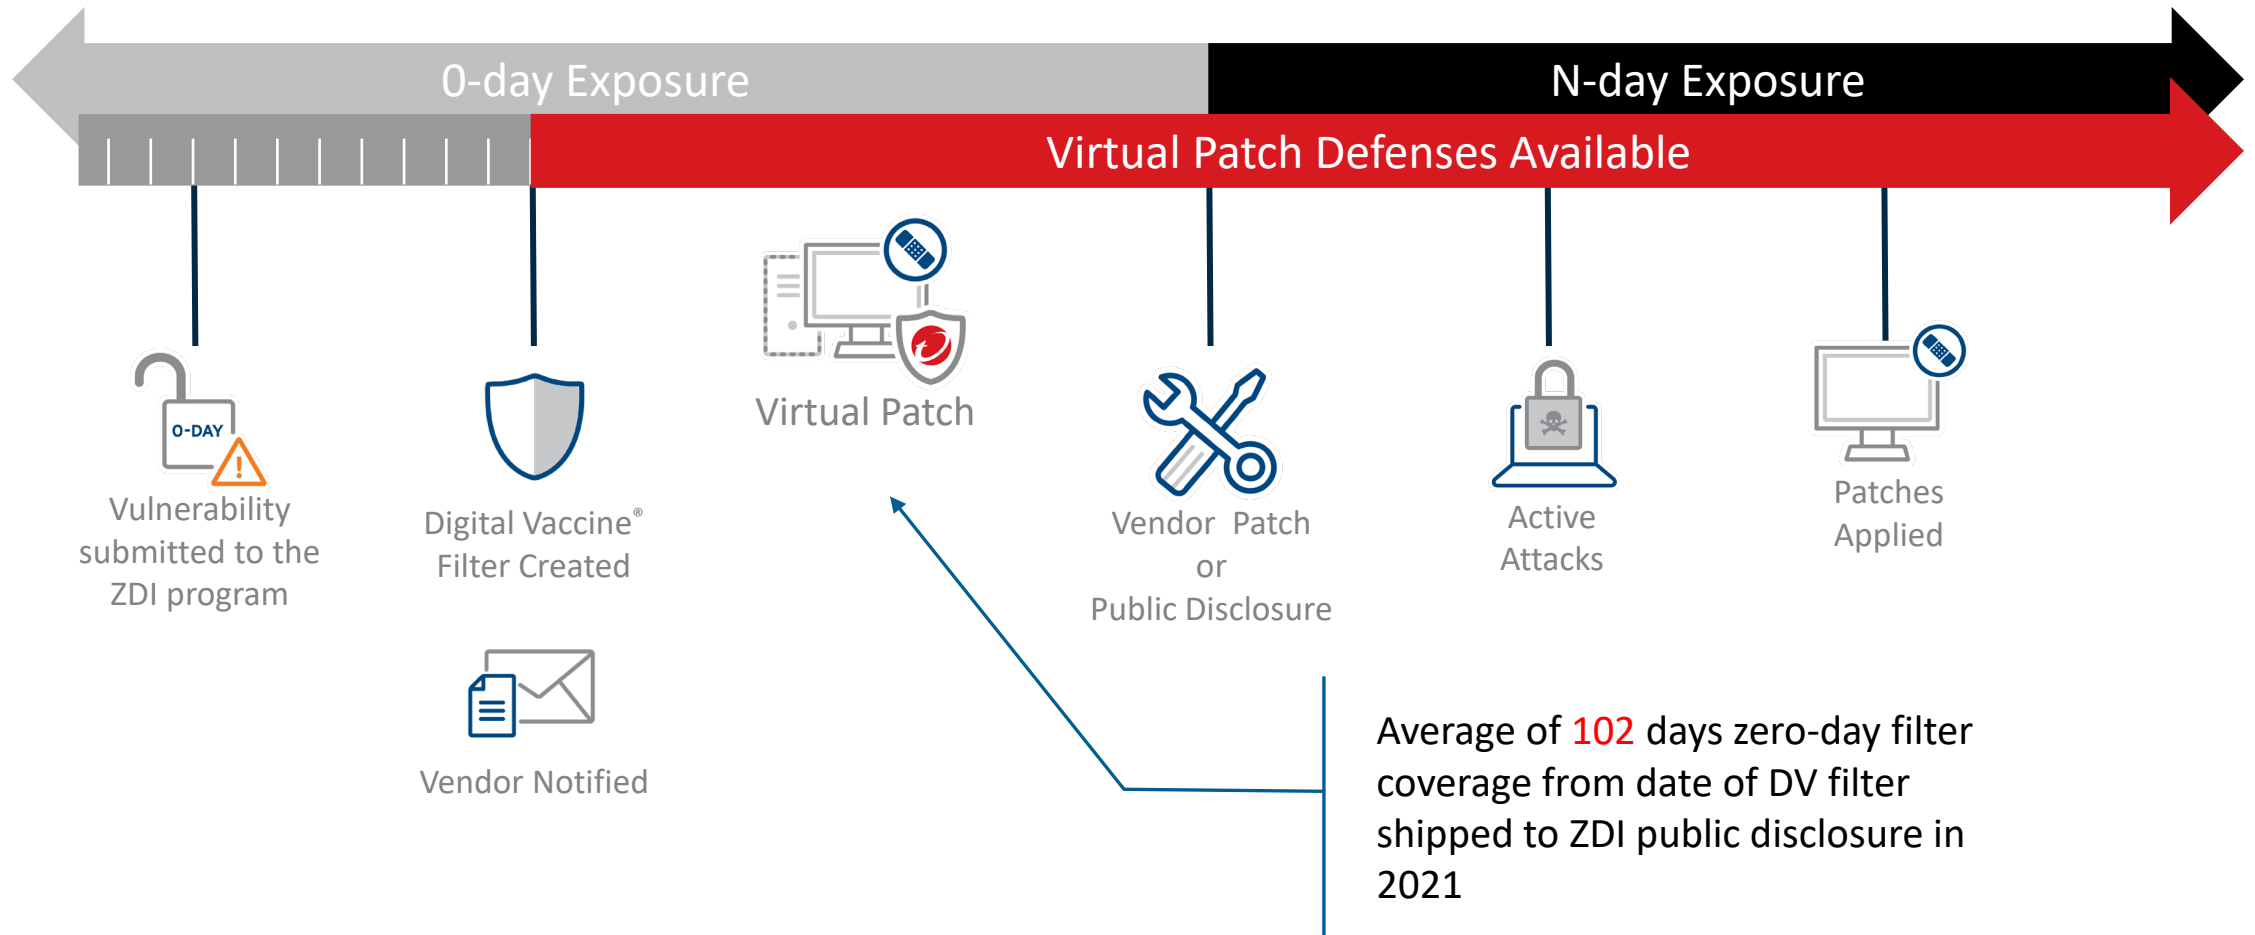 0-day Exposure
N-day Exposure
Virtual Patch Defenses Available
0-DAY
Vulnerability
submitted to the
ZDI program
Digital Vaccine®
Filter Created
Vendor Notified
Virtual Patch
Vendor  Patch
or
Public Disclosure
Active
Attacks
Patches
Applied
Average of 102 days zero-day filter
coverage from date of DV filter
shipped to ZDI public disclosure in
2021